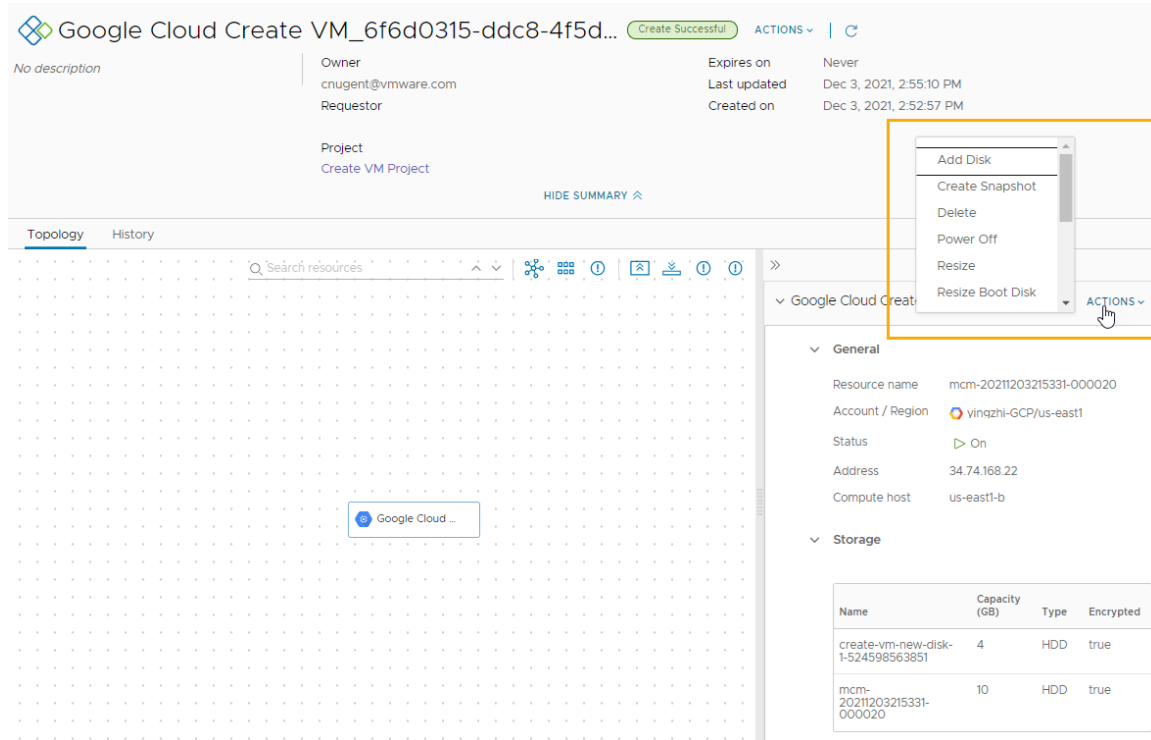 Google Cloud Create VM_6f6d0315-ddc8-4f5d... Create Successful ACTIONS
No description
Owner
cnugent@vmware.com
Requestor
Project
Create VM Project
Expires on Never
Last updated Dec 3, 2021, 2:55:10 PM
Created on Dec 3, 2021, 2:52:57 PM
HIDE SUMMARY
Topology History
Search resources
Add Disk
Create Snapshot
Delete
Power Off
Resize
Resize Boot Disk
Google Cloud Creat ACTIONS
General
Resource name mcm-20211203215331-000020
Account / Region yingzhi-GCP/us-east1
Status On
Address 34.74.168.22
Compute host us-east1-b
Google Cloud ...
Storage
Name Capacity (GB) Type Encrypted
create-vm-new-disk-
1-524598563851 4 HDD true
mcm-
20211203215331-
000020 10 HDD true